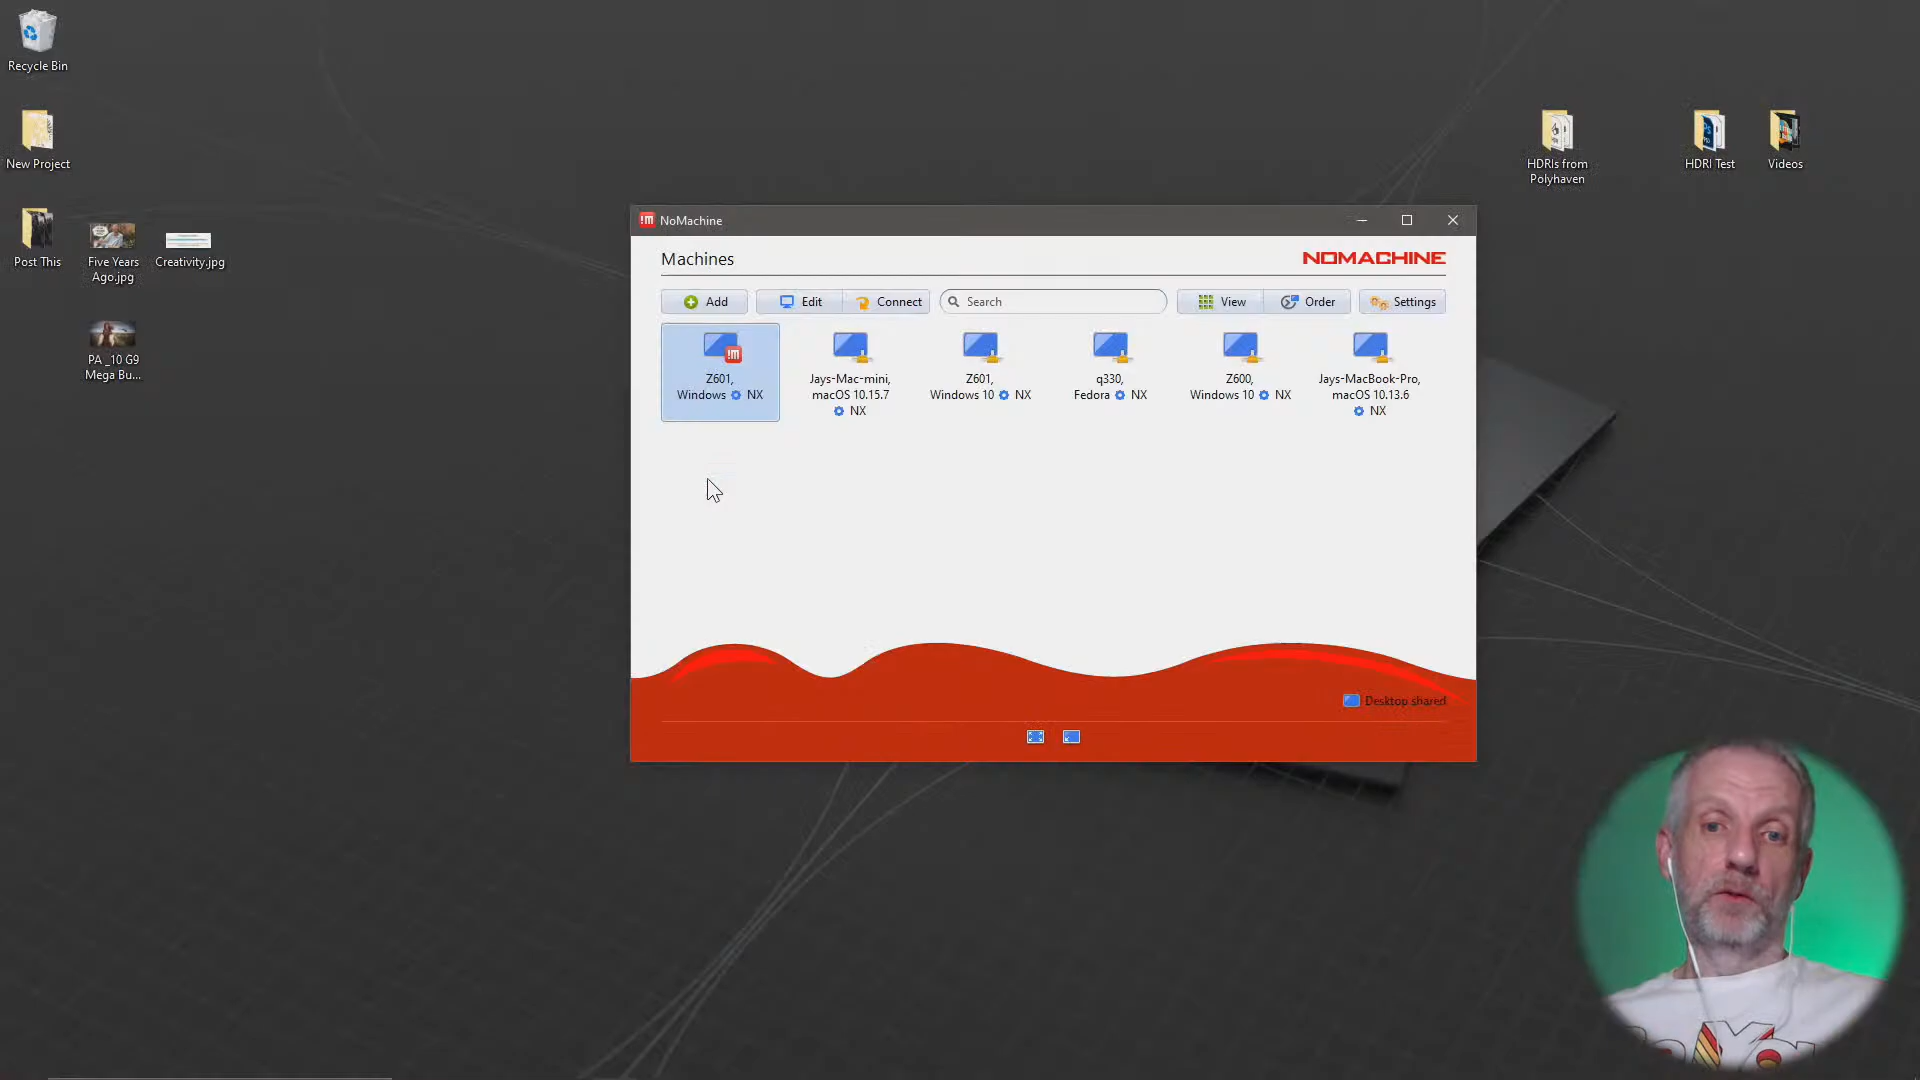 Recycle Bin
New Project
Post This
Five Years
Ago.jpg
Creativity.jpg
PA _10 G9
Mega Bu...
HDRIs from
Polyhaven
HDRI Test
Videos
NoMachine
Machines
NOMACHINE
Add
Edit
Connect
Search
View
Order
Settings
Z601,
Windows NX
Jays-Mac-mini,
macOS 10.15.7
NX
Z601,
Windows 10 NX
q330,
Fedora NX
Z600,
Windows 10 NX
Jays-MacBook-Pro,
macOS 10.13.6
NX
Desktop shared